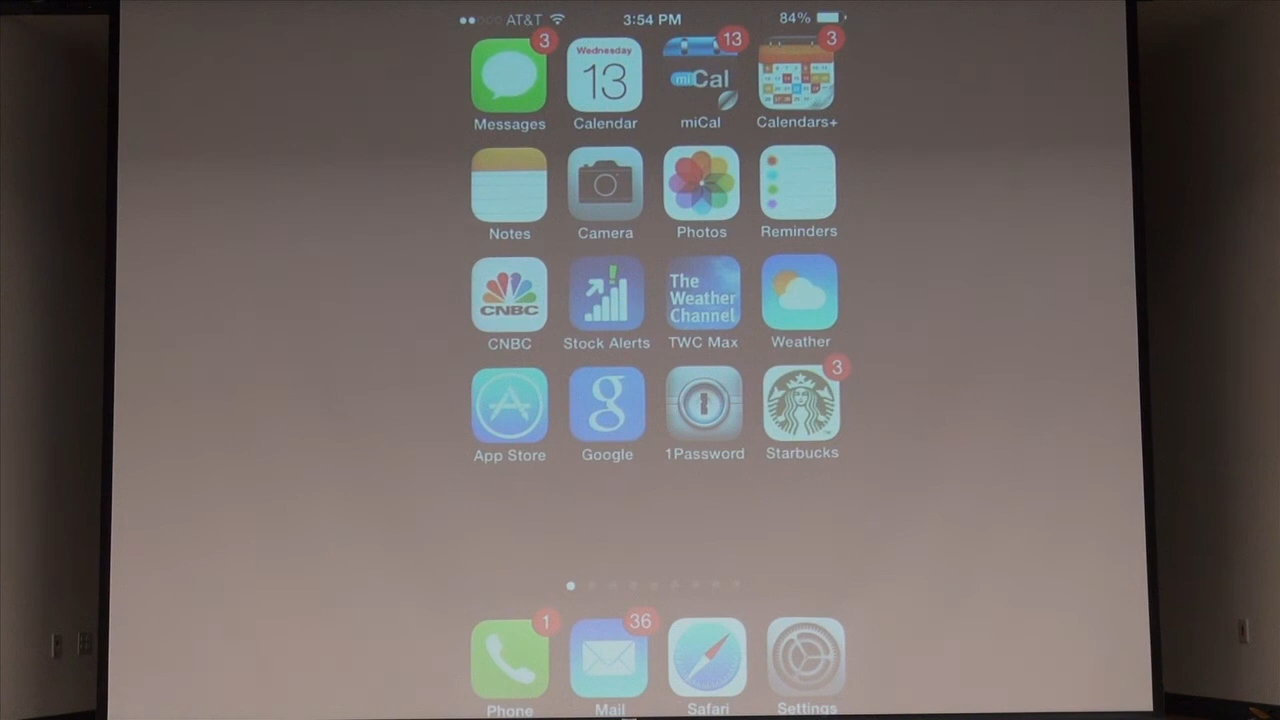 AT&T 3:54 PM 84%
3 13 3
Wednesday
13
miCal
Messages Calendar miCal Calendars+
Notes Camera Photos Reminders
CNBC
The
Weather
Channel
CNBC Stock Alerts TWC Max Weather
3
g
App Store Google 1Password Starbucks
1 36
Phone Mail Safari Settings